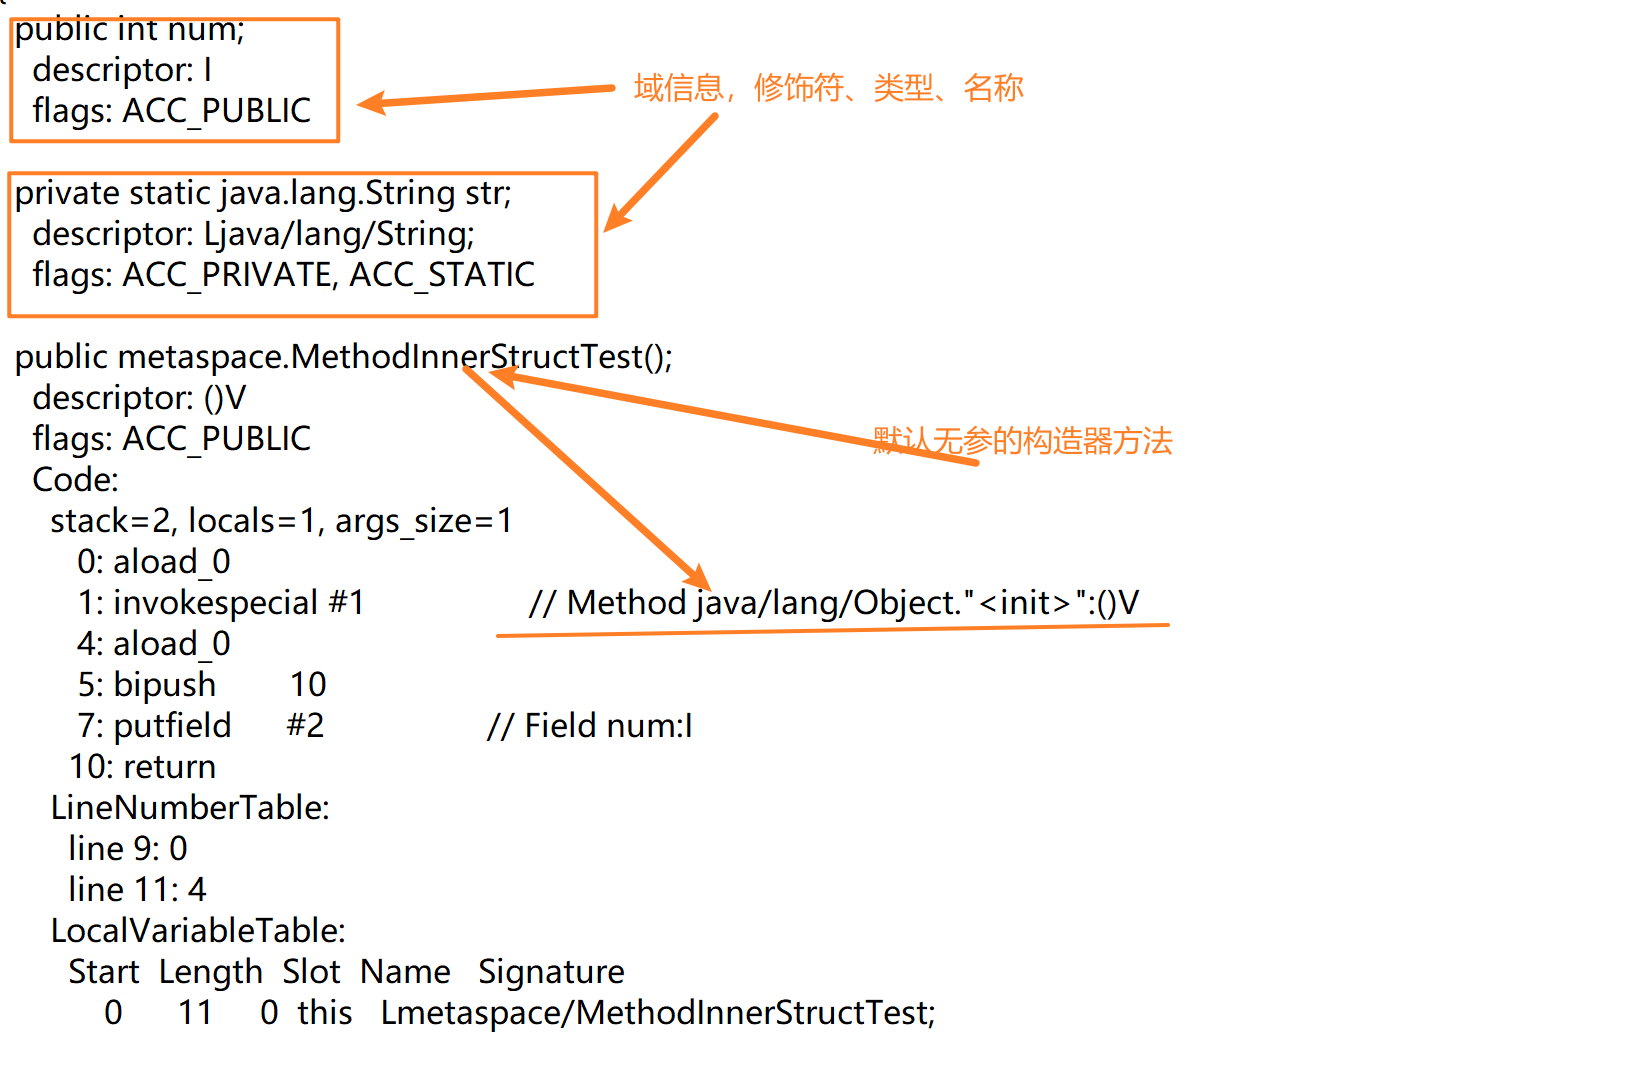 public int num;
descriptor: I
flags: ACC_PUBLIC
域信息，修饰符、类型、名称
private static java.lang.String str;
descriptor: Ljava/lang/String;
flags: ACC_PRIVATE, ACC_STATIC
public metaspace.MethodInnerStructTest();
descriptor: ()V
flags: ACC_PUBLIC
默认无参的构造器方法
Code:
stack=2, locals=1, args_size=1
0: aload_0
1: invokespecial #1 // Method java/lang/Object."<init>":()V
4: aload_0
5: bipush 10
7: putfield #2 // Field num:I
10: return
LineNumberTable:
line 9: 0
line 11: 4
LocalVariableTable:
Start Length Slot Name Signature
0 11 0 this Lmetaspace/MethodInnerStructTest;